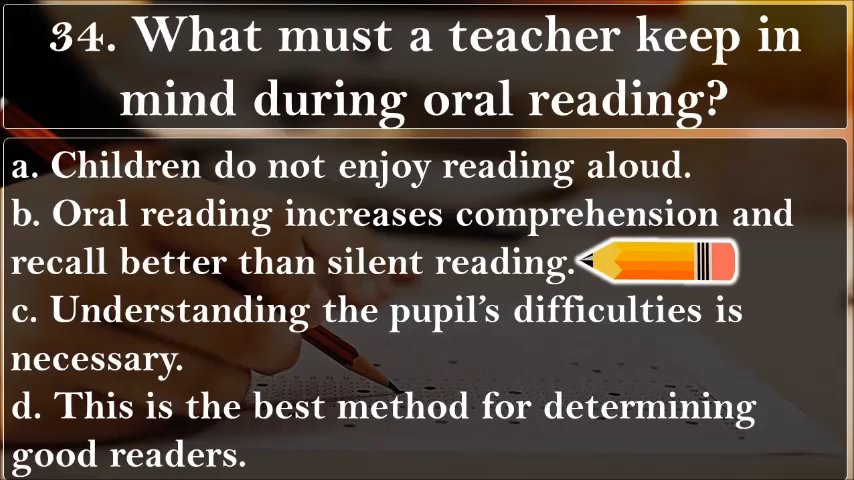 34. What must a teacher keep in
mind during oral reading?
a. Children do not enjoy reading aloud.
b. Oral reading increases comprehension and
recall better than silent reading.
c. Understanding the pupil's difficulties is
necessary.
d. This is the best method for determining
good readers.